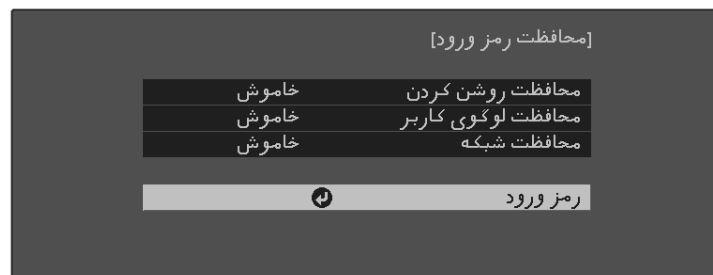 [محافظت رمز ورود]
محافظت روشن کردن خاموش
محافظت لوگوی کاربر خاموش
محافظت شبکه خاموش
رمز ورود